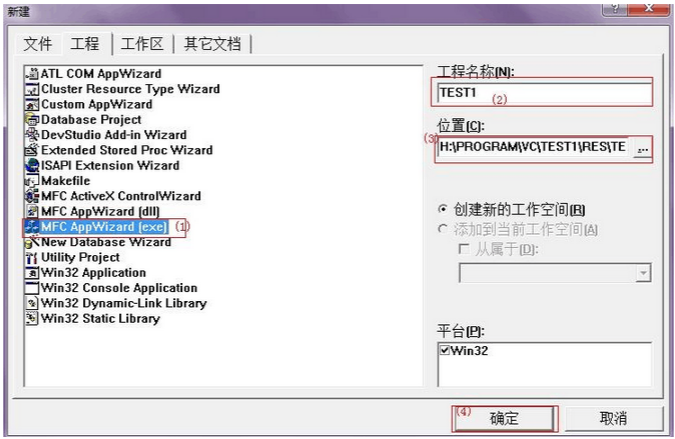 新建
文件 工程 工作区 其它文档
ATL COM AppWizard
Cluster Resource Type Wizard
Custom AppWizard
Database Project
DevStudio Add-in Wizard
Extended Stored Proc Wizard
ISAPI Extension Wizard
Makefile
MFC ActiveX ControlWizard
MFC AppWizard (dll)
MFC AppWizard (exe) (1)
New Database Wizard
Utility Project
Win32 Application
Win32 Console Application
Win32 Dynamic-Link Library
Win32 Static Library
工程名称(N):
TEST1 (2)
位置(C):
(3)
H:\PROGRAM\VC\TEST1\RES\TE ...
创建新的工作空间(R)
添加到当前工作空间(A)
从属于(D):
平台(P):
Win32
(4) 确定 取消